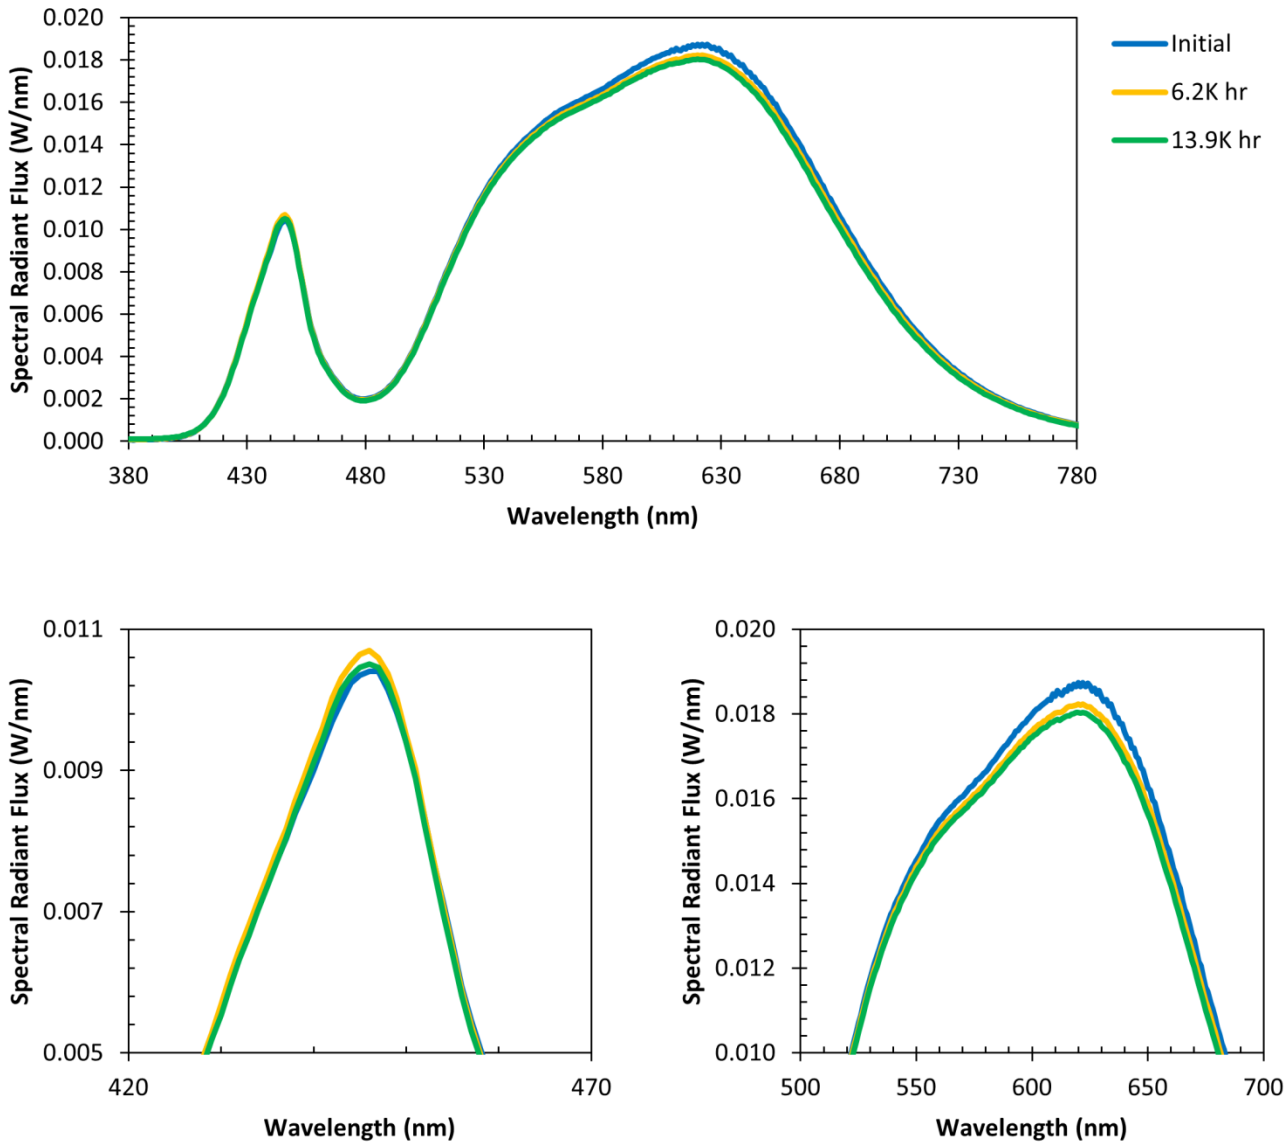 Spectral Radiant Flux (W/nm)
0.020
0.018
0.016
0.014
0.012
0.010
0.008
0.006
0.004
0.002
0.000
380 430 480 530 580 630 680 730 780
Wavelength (nm)
Initial
6.2K hr
13.9K hr
Spectral Radiant Flux (W/nm)
0.011
0.009
0.007
0.005
420 470
Wavelength (nm)
Spectral Radiant Flux (W/nm)
0.020
0.018
0.016
0.014
0.012
0.010
500 550 600 650 700
Wavelength (nm)